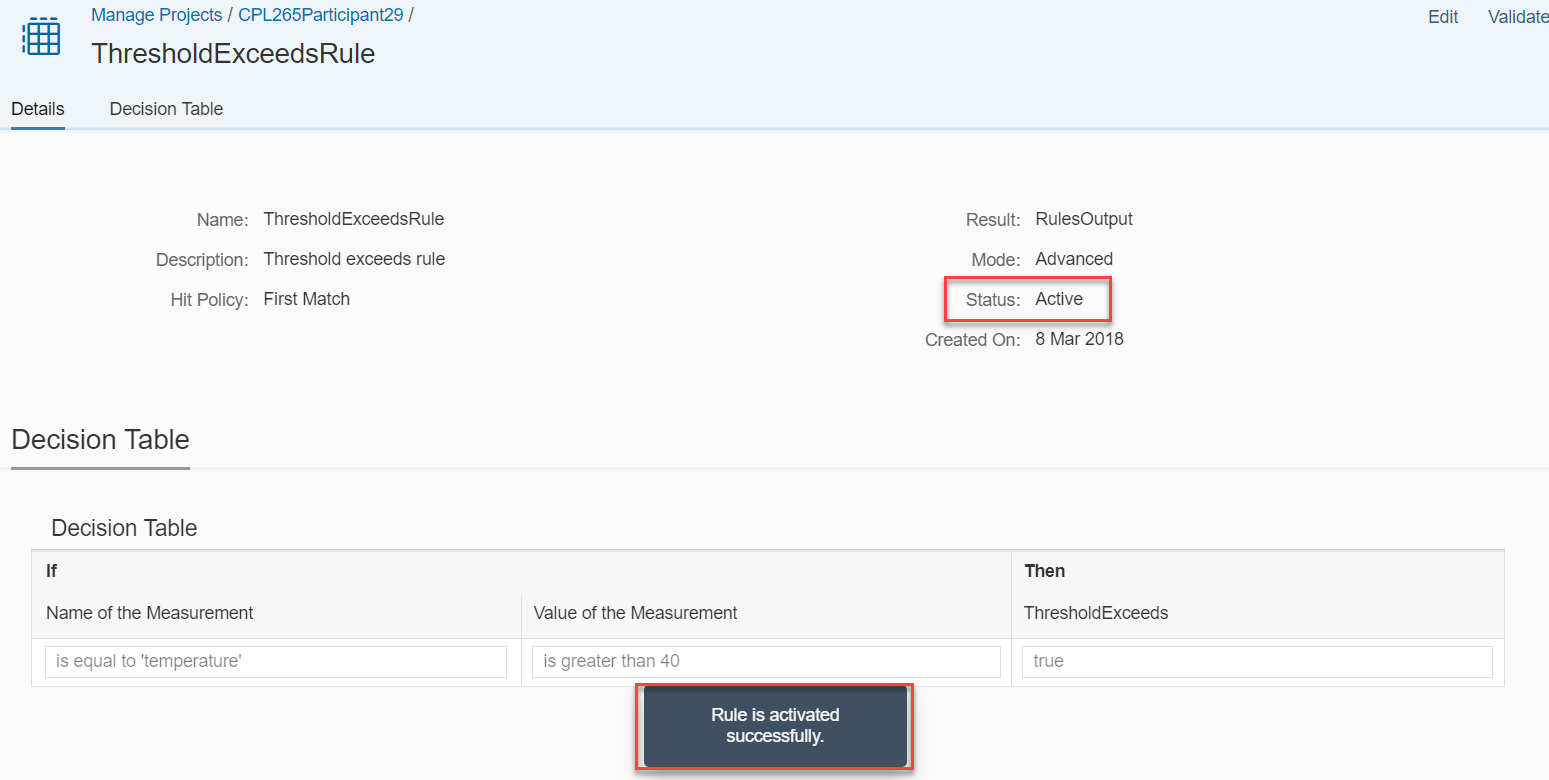 Manage Projects / CPL265Participant29 /
Edit Validate
ThresholdExceedsRule
Details Decision Table
Name: ThresholdExceedsRule Result: RulesOutput
Description: Threshold exceeds rule Mode: Advanced
Hit Policy: First Match Status: Active
Created On: 8 Mar 2018
Decision Table
Decision Table
If Then
Name of the Measurement Value of the Measurement ThresholdExceeds
is equal to 'temperature' is greater than 40 true
Rule is activated
successfully.